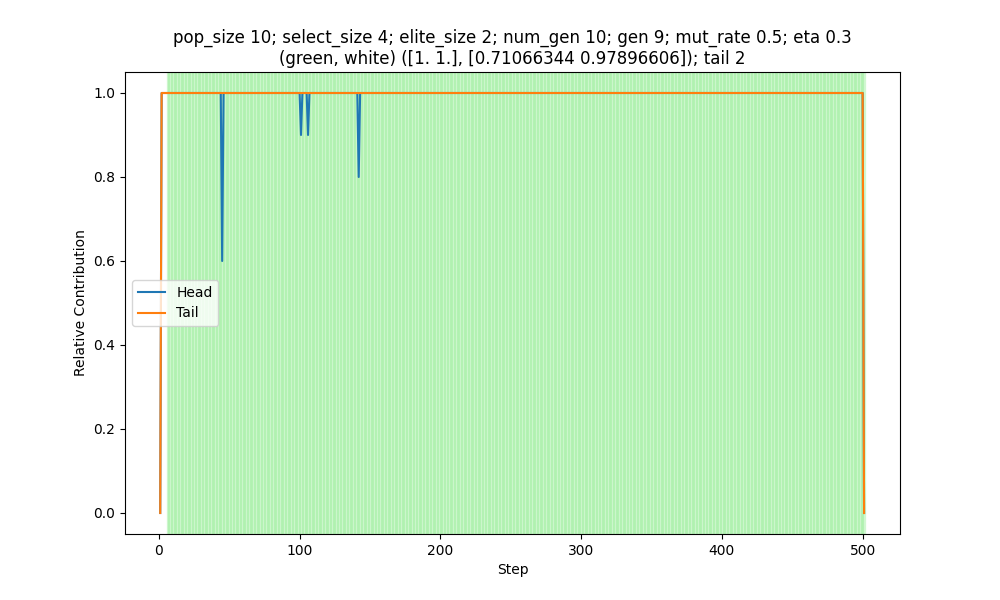 pop_size 10; select_size 4; elite_size 2; num_gen 10; gen 9; mut_rate 0.5; eta 0.3
(green, white) ([1. 1.], [0.71066344 0.97896606]); tail 2
1.0
0.8
0.6
0.4
0.2
0.0
Relative Contribution
Head
Tail
0
100
200
300
400
500
Step